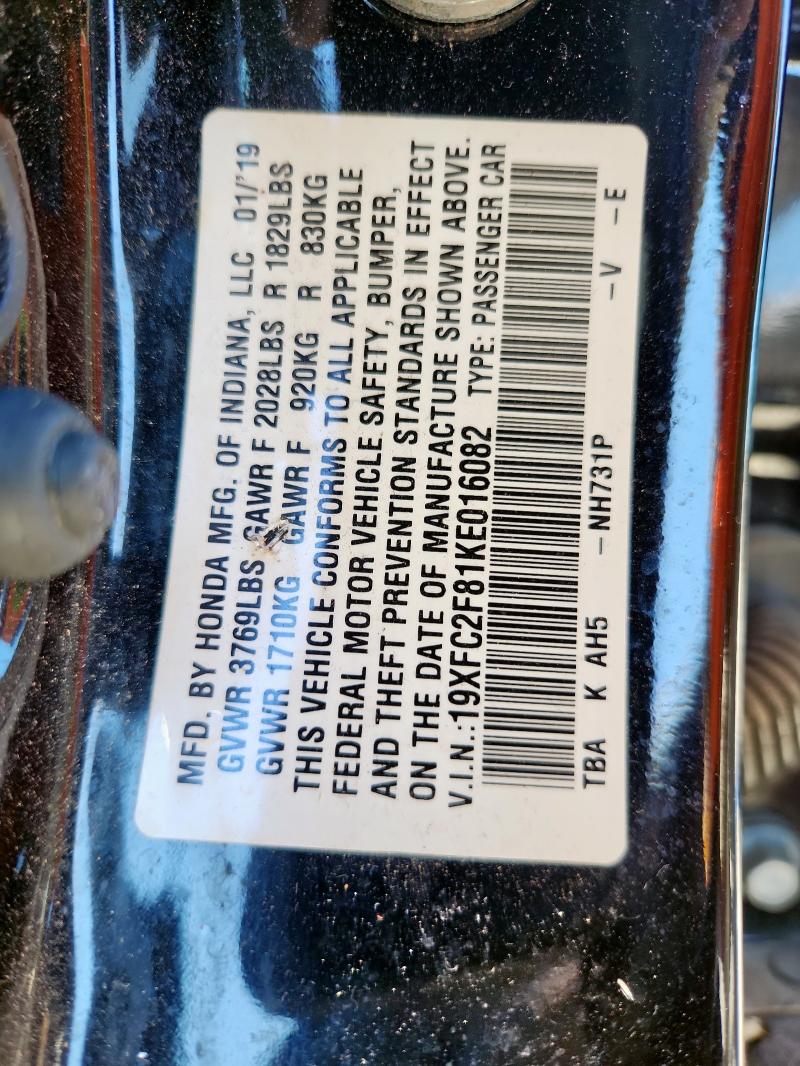 MFD. BY HONDA MFG. OF INDIANA, LLC 01/'19
GVWR 3769LBS GAWR F 2028LBS R 1829LBS
GVWR 1710KG GAWR F 920KG R 830KG
THIS VEHICLE CONFORMS TO ALL APPLICABLE
FEDERAL MOTOR VEHICLE SAFETY, BUMPER,
AND THEFT PREVENTION STANDARDS IN EFFECT
ON THE DATE OF MANUFACTURE SHOWN ABOVE.
V.I.N.:19XFC2F81KE016082 TYPE: PASSENGER CAR
TBA K AH5 –NH731P –V –E